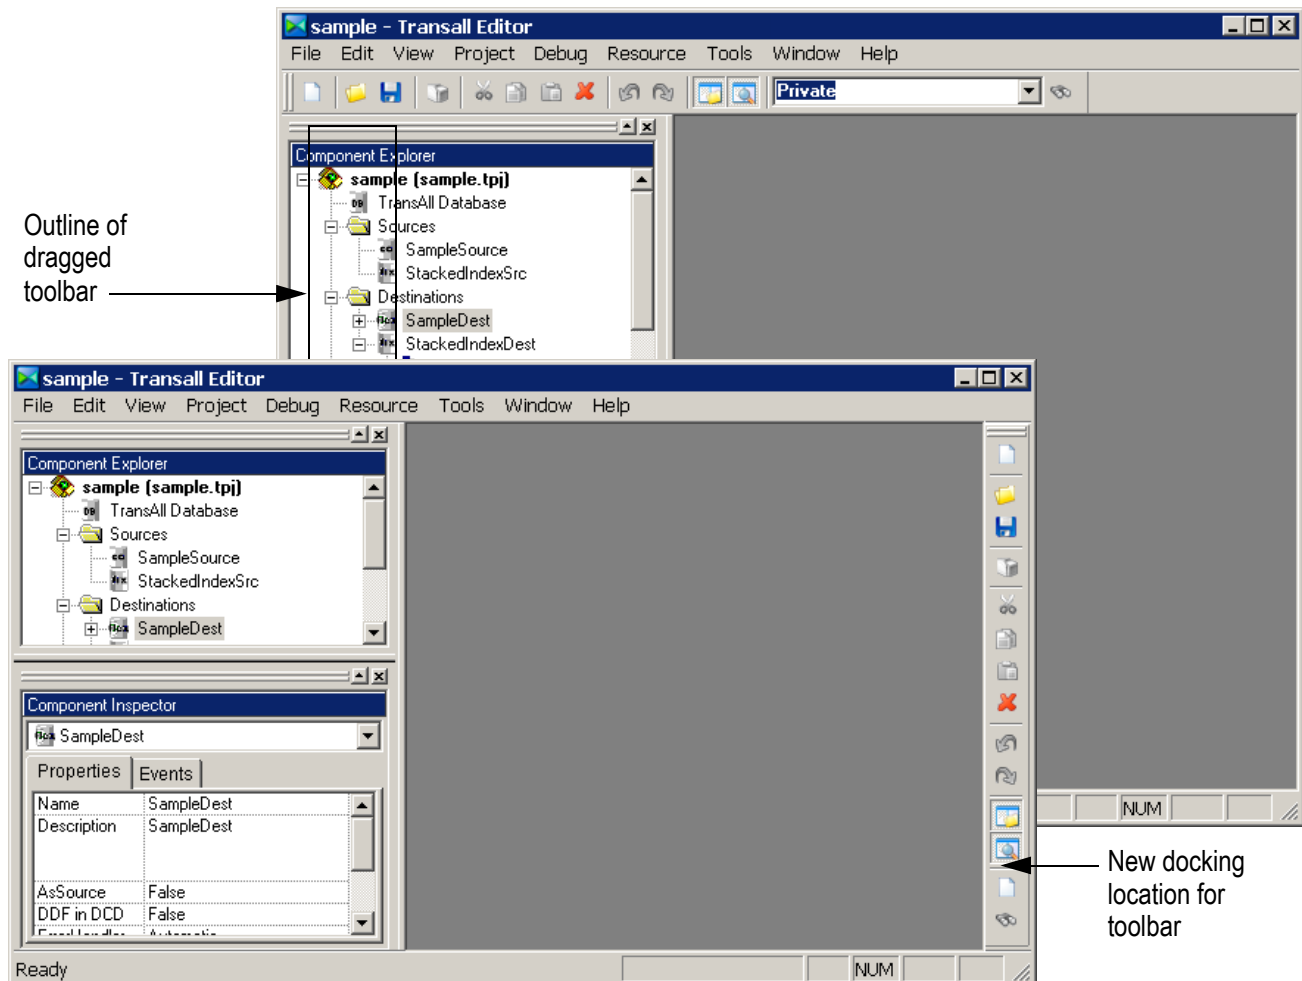 sample - Transall Editor
File Edit View Project Debug Resource Tools Window Help
Private
Component Explorer
sample (sample.tpj)
TransAll Database
Sources
SampleSource
StackedIndexSrc
Destinations
SampleDest
StackedIndexDest
Outline of
dragged
toolbar
NUM
sample - Transall Editor
File Edit View Project Debug Resource Tools Window Help
Component Explorer
sample (sample.tpj)
TransAll Database
Sources
SampleSource
StackedIndexSrc
Destinations
SampleDest
Component Inspector
SampleDest
Properties Events
Name SampleDest
Description SampleDest
AsSource False
DDF in DCD False
ErrorHandler Automatic
Ready NUM
New docking
location for
toolbar